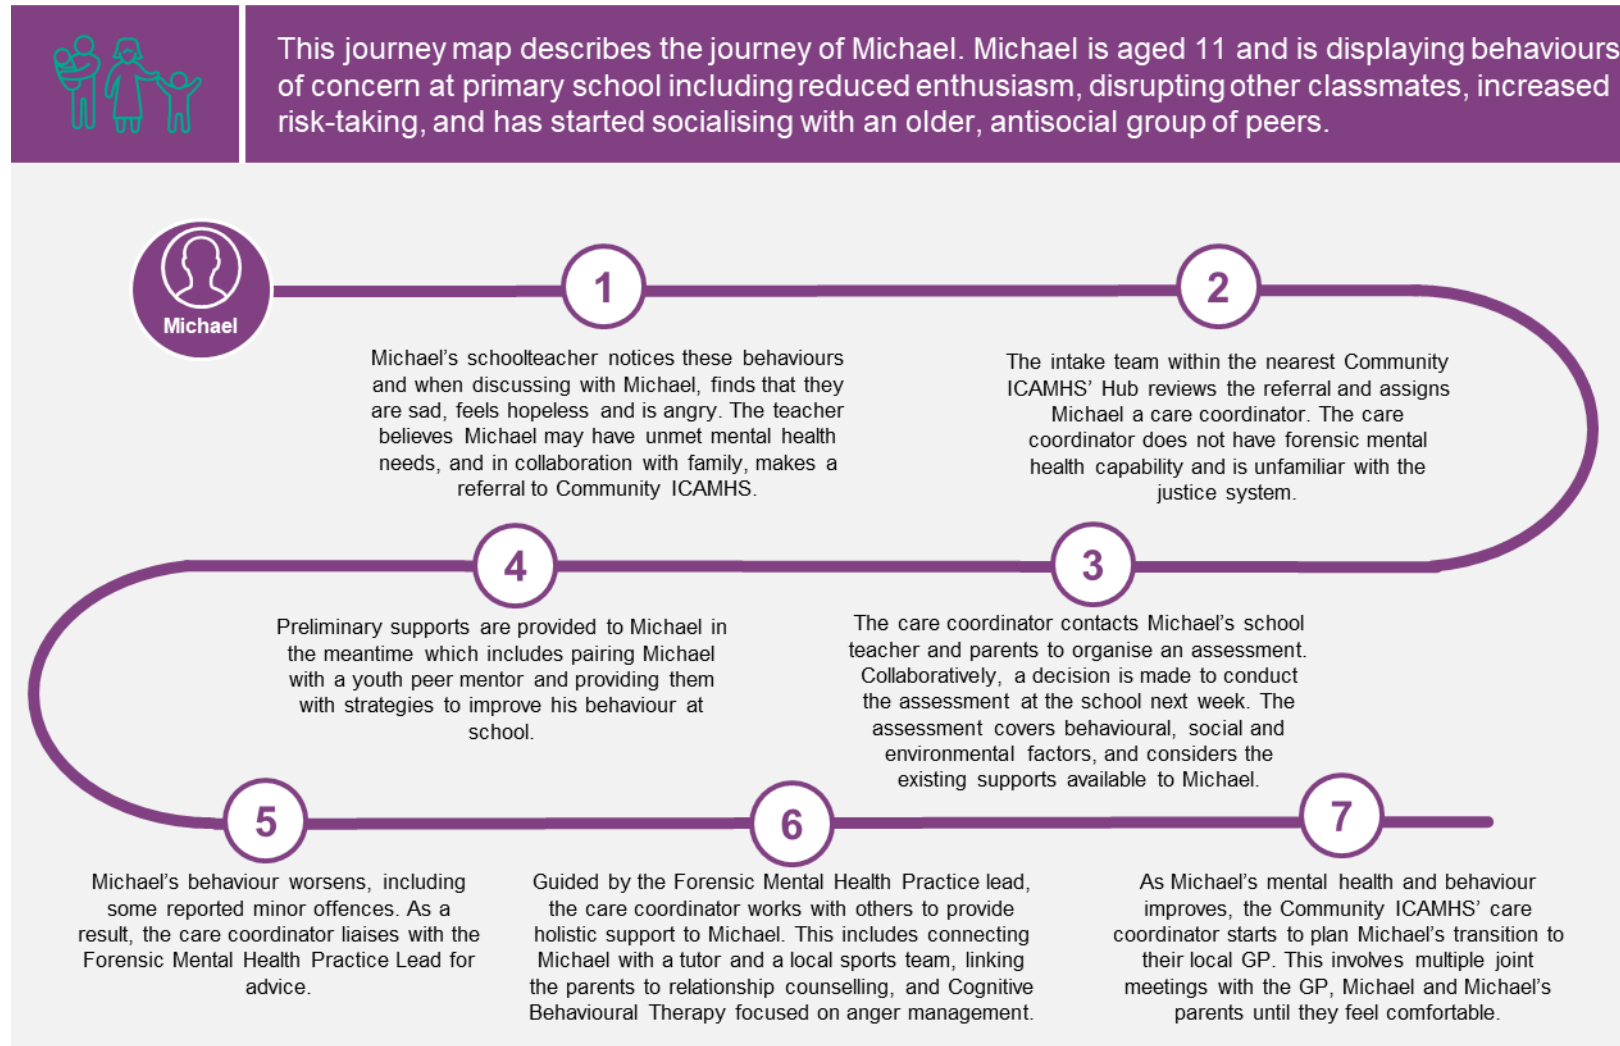 This journey map describes the journey of Michael. Michael is aged 11 and is displaying behaviours
of concern at primary school including reduced enthusiasm, disrupting other classmates, increased
risk-taking, and has started socialising with an older, antisocial group of peers.
Michael
1
Michael's schoolteacher notices these behaviours
and when discussing with Michael, finds that they
are sad, feels hopeless and is angry. The teacher
believes Michael may have unmet mental health
needs, and in collaboration with family, makes a
referral to Community ICAMHS.
2
The intake team within the nearest Community
ICAMHS' Hub reviews the referral and assigns
Michael a care coordinator. The care
coordinator does not have forensic mental
health capability and is unfamiliar with the
justice system.
3
The care coordinator contacts Michael's school
teacher and parents to organise an assessment.
Collaboratively, a decision is made to conduct
the assessment at the school next week. The
assessment covers behavioural, social and
environmental factors, and considers the
existing supports available to Michael.
4
Preliminary supports are provided to Michael in
the meantime which includes pairing Michael
with a youth peer mentor and providing them
with strategies to improve his behaviour at
school.
5
Michael's behaviour worsens, including
some reported minor offences. As a
result, the care coordinator liaises with the
Forensic Mental Health Practice Lead for
advice.
6
Guided by the Forensic Mental Health Practice lead,
the care coordinator works with others to provide
holistic support to Michael. This includes connecting
Michael with a tutor and a local sports team, linking
the parents to relationship counselling, and Cognitive
Behavioural Therapy focused on anger management.
7
As Michael's mental health and behaviour
improves, the Community ICAMHS' care
coordinator starts to plan Michael's transition to
their local GP. This involves multiple joint
meetings with the GP, Michael and Michael's
parents until they feel comfortable.